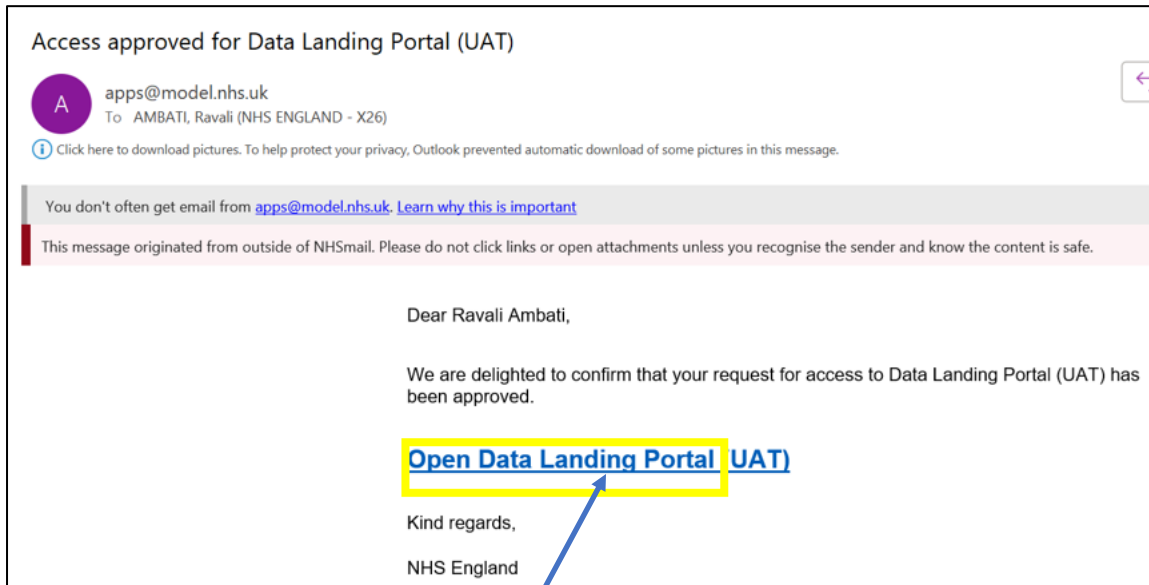 Access approved for Data Landing Portal (UAT)
A
apps@model.nhs.uk
To AMBATI, Ravali (NHS ENGLAND - X26)
Click here to download pictures. To help protect your privacy, Outlook prevented automatic download of some pictures in this message.
You don't often get email from apps@model.nhs.uk. Learn why this is important
This message originated from outside of NHSmail. Please do not click links or open attachments unless you recognise the sender and know the content is safe.
Dear Ravali Ambati,
We are delighted to confirm that your request for access to Data Landing Portal (UAT) has
been approved.
Open Data Landing Portal (UAT)
Kind regards,
NHS England